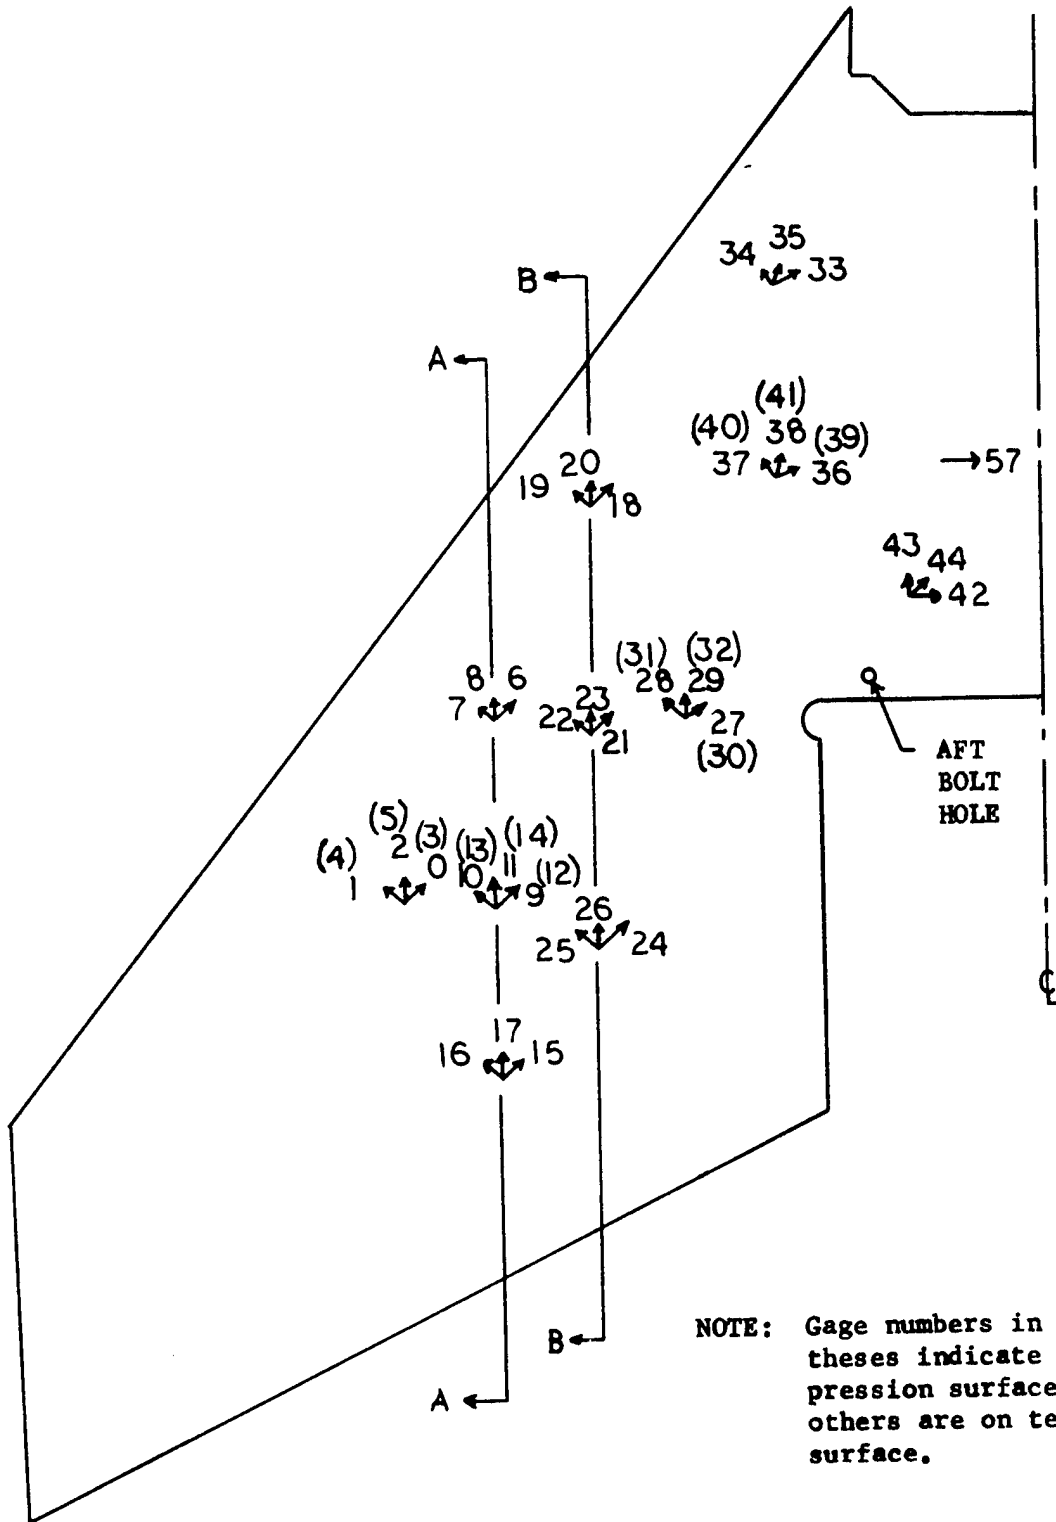 35
34 33
B
A
(41)
(40) 38 (39)
37 36 57
20
19 18
43 44
42
(31) (32)
8 6 28 29
7 22 23 27
21 (30)
AFT
BOLT
HOLE
(5) (3) (13) (14)
(4) 2 0 10 11 (12)
1 9
26
25 24
17
16 15
℄
B
A
NOTE: Gage numbers in
theses indicate
pression surface
others are on te
surface.